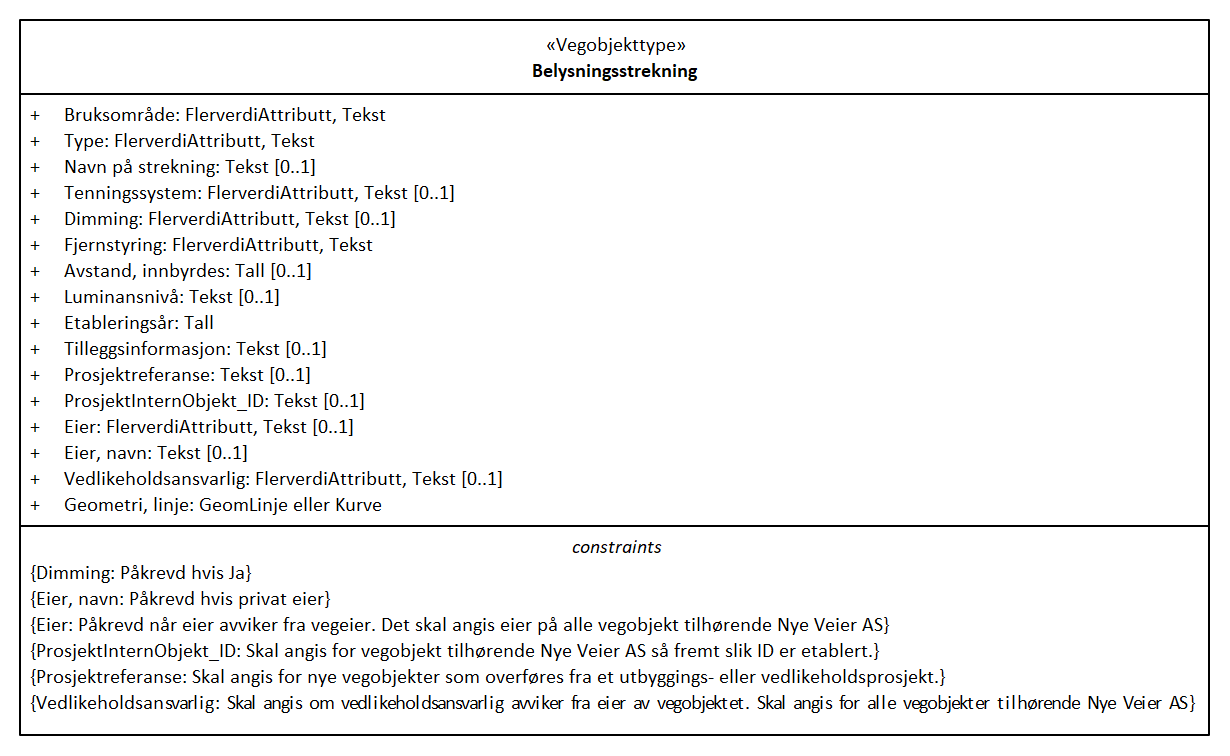 «Vegobjekttype»
Belysningsstrekning
+ Bruksområde: FlerverdiAttributt, Tekst
+ Type: FlerverdiAttributt, Tekst
+ Navn på strekning: Tekst [0..1]
+ Tenningssystem: FlerverdiAttributt, Tekst [0..1]
+ Dimming: FlerverdiAttributt, Tekst [0..1]
+ Fjernstyring: FlerverdiAttributt, Tekst
+ Avstand, innbyrdes: Tall [0..1]
+ Luminansnivå: Tekst [0..1]
+ Etableringsår: Tall
+ Tilleggsinformasjon: Tekst [0..1]
+ Prosjektreferanse: Tekst [0..1]
+ ProsjektInternObjekt_ID: Tekst [0..1]
+ Eier: FlerverdiAttributt, Tekst [0..1]
+ Eier, navn: Tekst [0..1]
+ Vedlikeholdsansvarlig: FlerverdiAttributt, Tekst [0..1]
+ Geometri, linje: GeomLinje eller Kurve
constraints
{Dimming: Påkrevd hvis Ja}
{Eier, navn: Påkrevd hvis privat eier}
{Eier: Påkrevd når eier avviker fra vegeier. Det skal angis eier på alle vegobjekt tilhørende Nye Veier AS}
{ProsjektInternObjekt_ID: Skal angis for vegobjekt tilhørende Nye Veier AS så fremt slik ID er etablert.}
{Prosjektreferanse: Skal angis for nye vegobjekter som overføres fra et utbyggings- eller vedlikeholdsprosjekt.}
{Vedlikeholdsansvarlig: Skal angis om vedlikeholdsansvarlig avviker fra eier av vegobjektet. Skal angis for alle vegobjekter tilhørende Nye Veier AS}